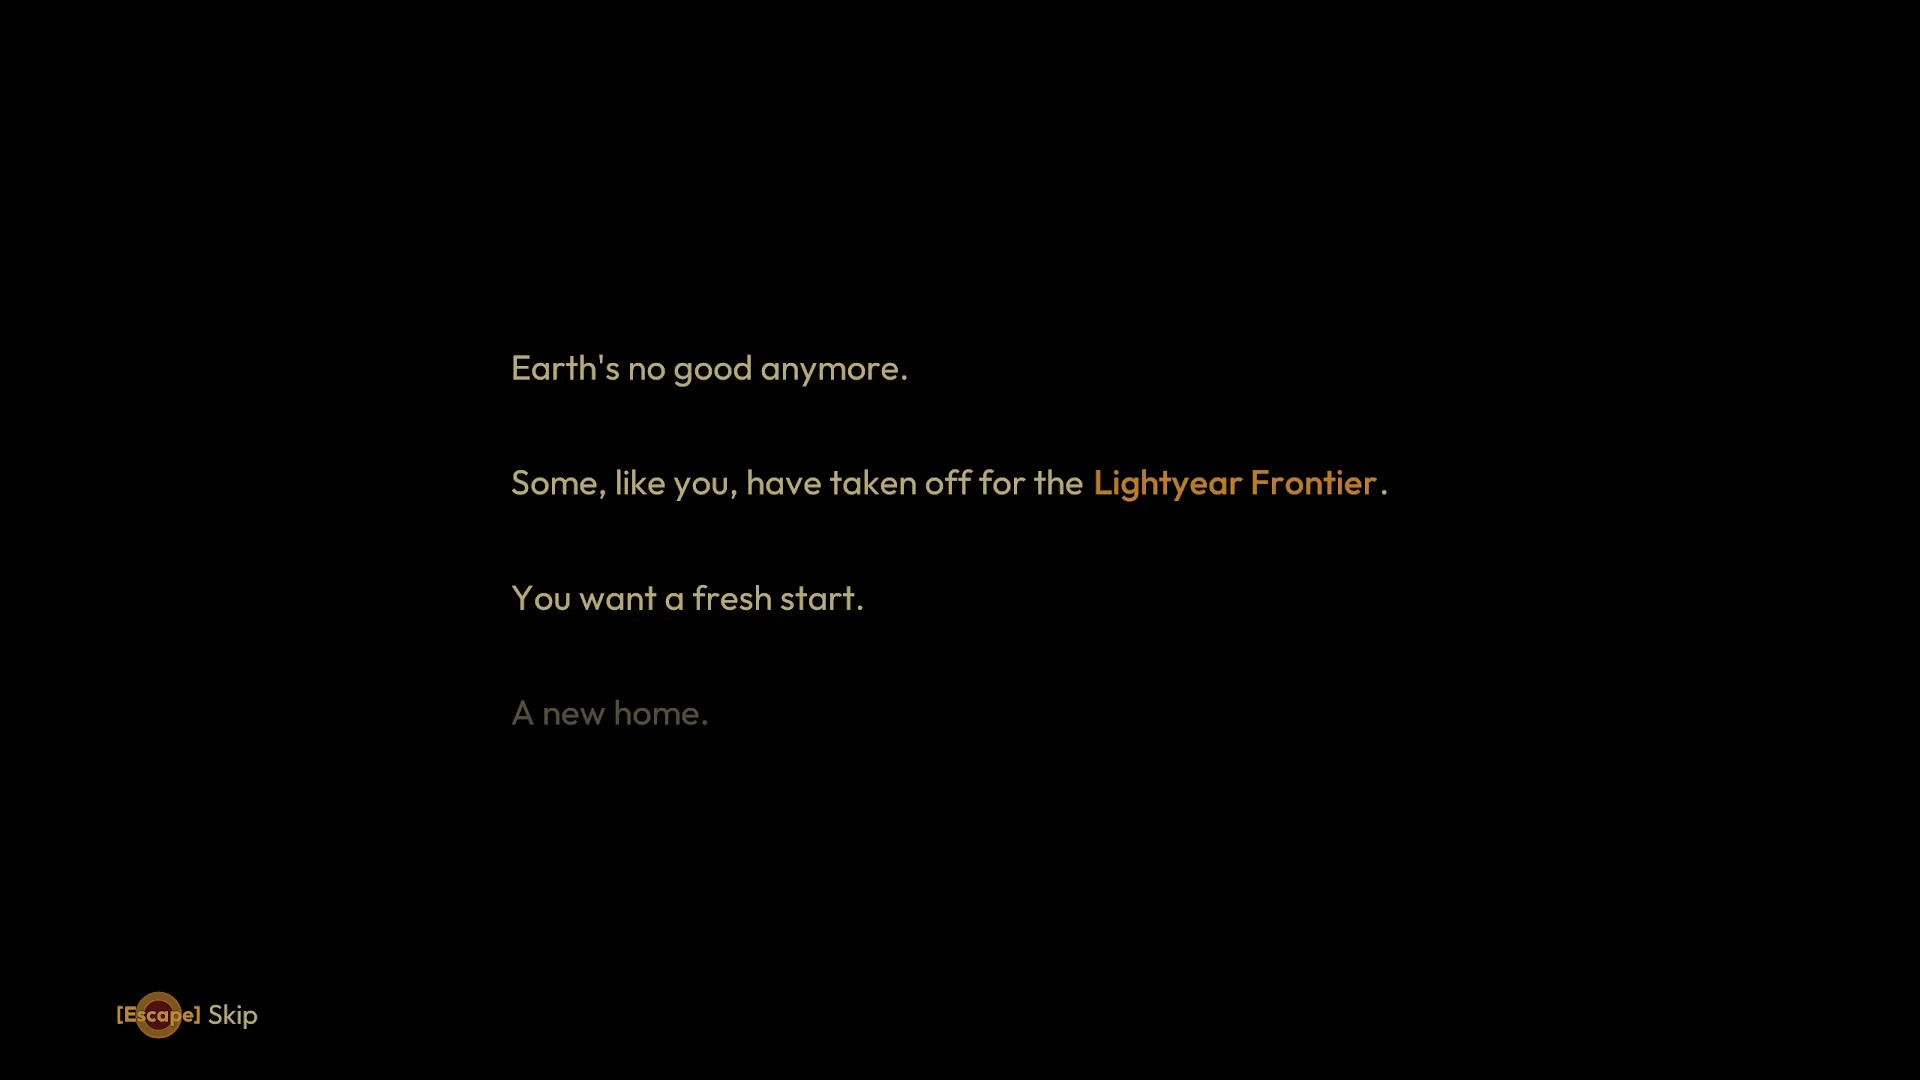 Earth's no good anymore.
Some, like you, have taken off for the Lightyear Frontier.
You want a fresh start.
A new home.
[Escape] Skip